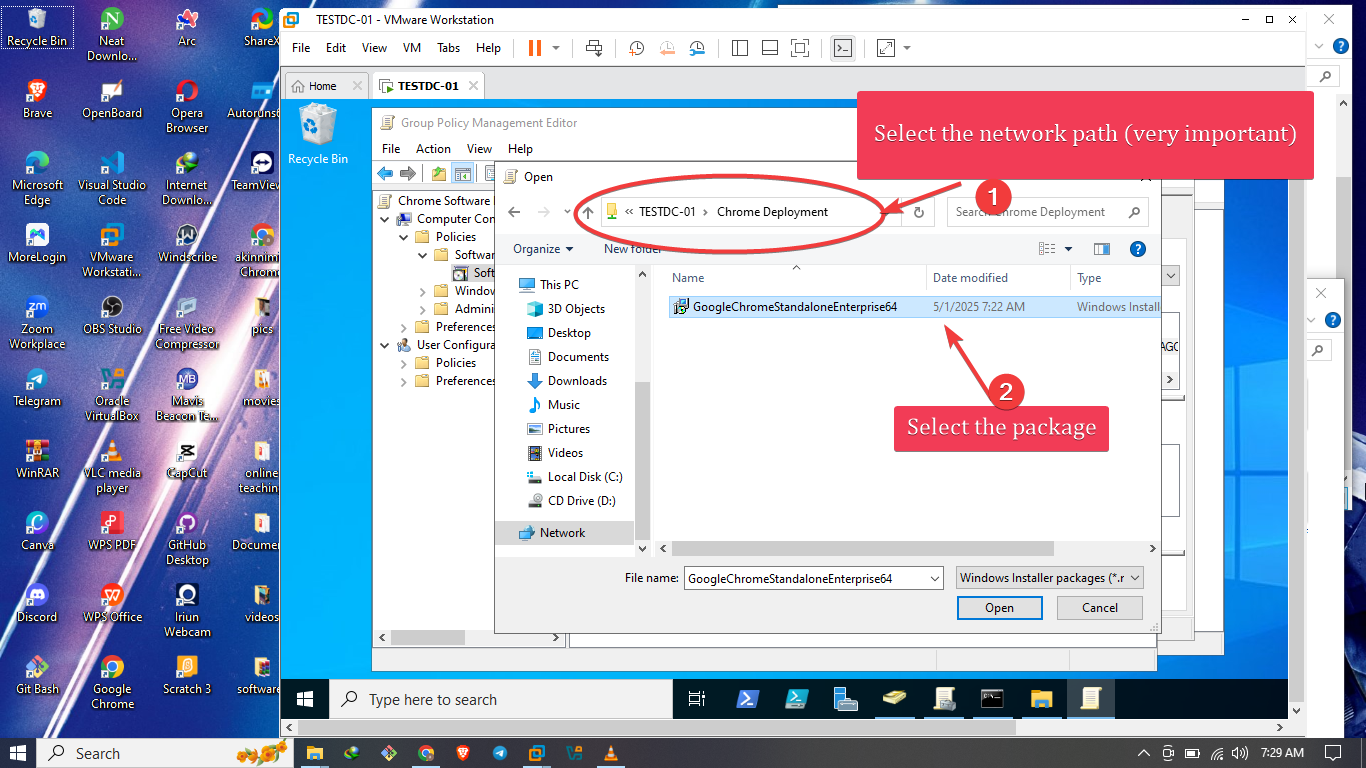 TESTDC-01 - VMware Workstation
File Edit View VM Tabs Help
Home
TESTDC-01
Recycle Bin
Neat
Downlo...
Arc
ShareX
Brave
OpenBoard
Opera
Browser
Autoruns6
Microsoft
Edge
Visual Studio
Code
Internet
Downlo...
TeamView
MoreLogin
VMware
Workstati...
Windscribe
akinnimi
Chrome
Zoom
Workplace
OBS Studio
Free Video
Compressor
pics
Telegram
Oracle
VirtualBox
Mavis
Beacon Te...
movies
WinRAR
VLC media
player
CapCut
online
teachin
Canva
WPS PDF
GitHub
Desktop
Documen
Discord
WPS Office
Iriun
Webcam
videos
Git Bash
Google
Chrome
Scratch 3
software
Recycle Bin
Group Policy Management Editor
File Action View Help
Chrome Software
Computer Con
Policies
Softwar
Soft
Window
Admini
Preference
User Configura
Policies
Preference
Open
Select the network path (very important)
1
« TESTDC-01 › Chrome Deployment
Search Chrome Deployment
Organize
New folder
This PC
3D Objects
Desktop
Documents
Downloads
Music
Pictures
Videos
Local Disk (C:)
CD Drive (D:)
Network
Name Date modified Type
GoogleChromeStandaloneEnterprise64 5/1/2025 7:22 AM Windows Install
2
Select the package
File name: GoogleChromeStandaloneEnterprise64
Windows Installer packages (*.r
Open
Cancel
Type here to search
Search
7:29 AM